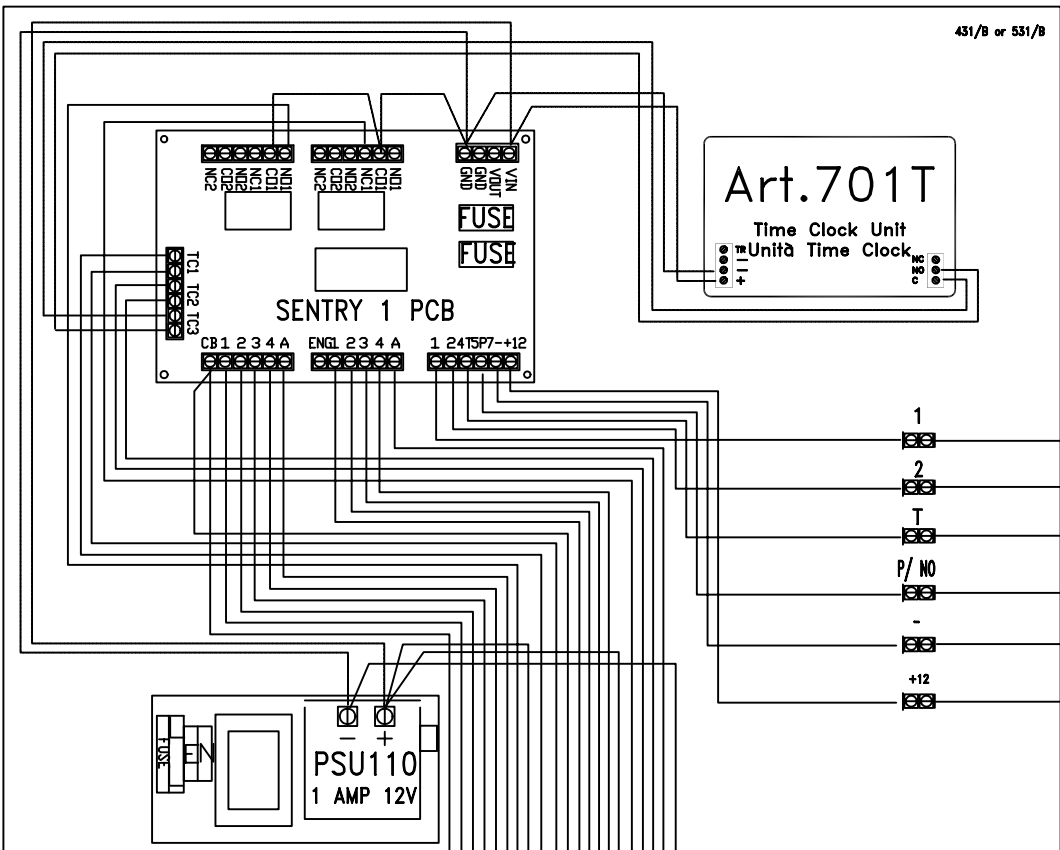 431/B or 531/B
NC2 CO2 NO2 NC1 CO1 NO1
NC2 CO2 NO2 NC1 CO1 NO1
GND GND VOUT VIN
FUSE
FUSE
TC1
TC2
TC3
SENTRY 1 PCB
CB 1 2 3 4 A
ENG1 2 3 4 A
1 2 4T5P7-+12
Art.701T
Time Clock Unit
Unità Time Clock
TR
-
-
+
NC
NO
C
1
2
T
P/ NO
-
+12
FUSE
EN
- +
PSU110
1 AMP 12V